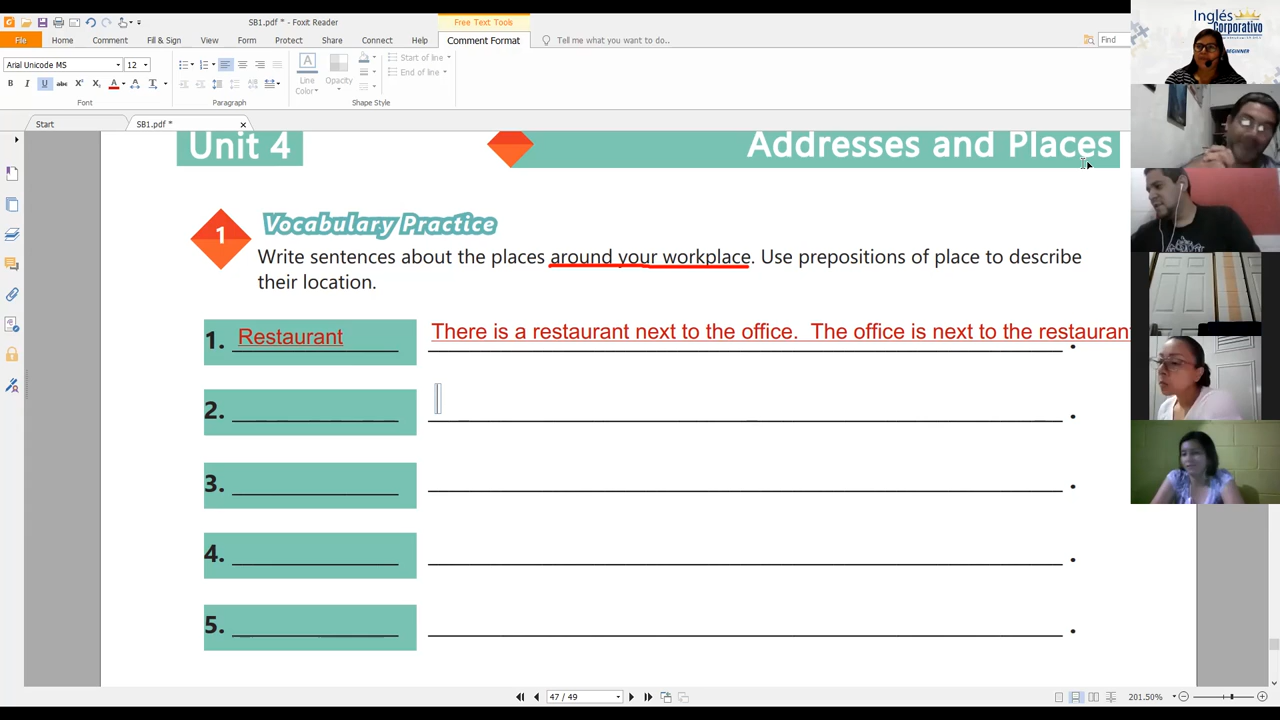 SB1.pdf * - Foxit Reader
Free Text Tools
File Home Comment Fill & Sign View Form Protect Share Connect Help Comment Format Tell me what you want to do.. Find
Arial Unicode MS 12
Line Color Opacity Start of line End of line
B I U abc X² X₂ A T
Font Paragraph Shape Style
Start SB1.pdf *
Inglés Corporativo
BEGINNER
Unit 4 Addresses and Places
1 Vocabulary Practice
Write sentences about the places around your workplace. Use prepositions of place to describe
their location.
1. Restaurant There is a restaurant next to the office. The office is next to the restaurant
2.
3.
4.
5.
47 / 49 201.50%